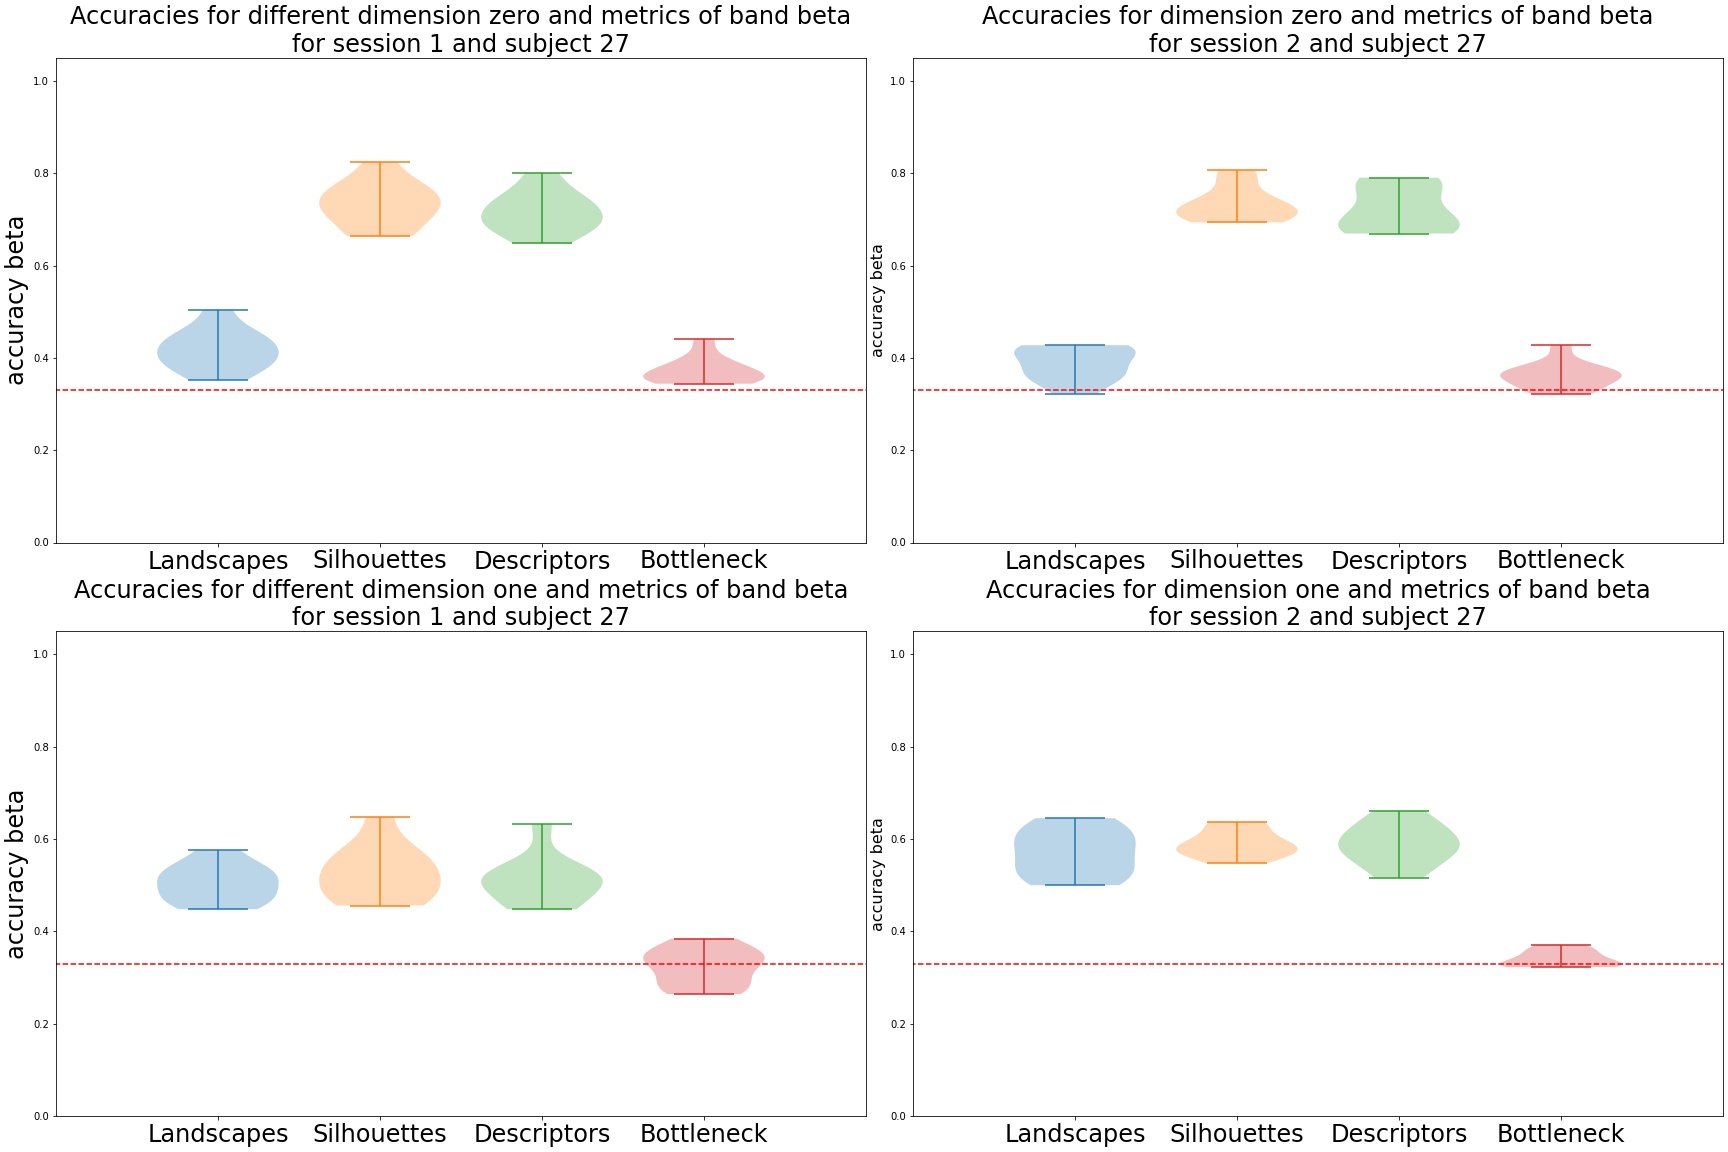 Accuracies for different dimension zero and metrics of band beta
for session 1 and subject 27
accuracy beta
1.0
0.8
0.6
0.4
0.2
0.0
Landscapes Silhouettes Descriptors Bottleneck
Accuracies for dimension zero and metrics of band beta
for session 2 and subject 27
accuracy beta
1.0
0.8
0.6
0.4
0.2
0.0
Landscapes Silhouettes Descriptors Bottleneck
Accuracies for different dimension one and metrics of band beta
for session 1 and subject 27
accuracy beta
1.0
0.8
0.6
0.4
0.2
0.0
Landscapes Silhouettes Descriptors Bottleneck
Accuracies for dimension one and metrics of band beta
for session 2 and subject 27
accuracy beta
1.0
0.8
0.6
0.4
0.2
0.0
Landscapes Silhouettes Descriptors Bottleneck